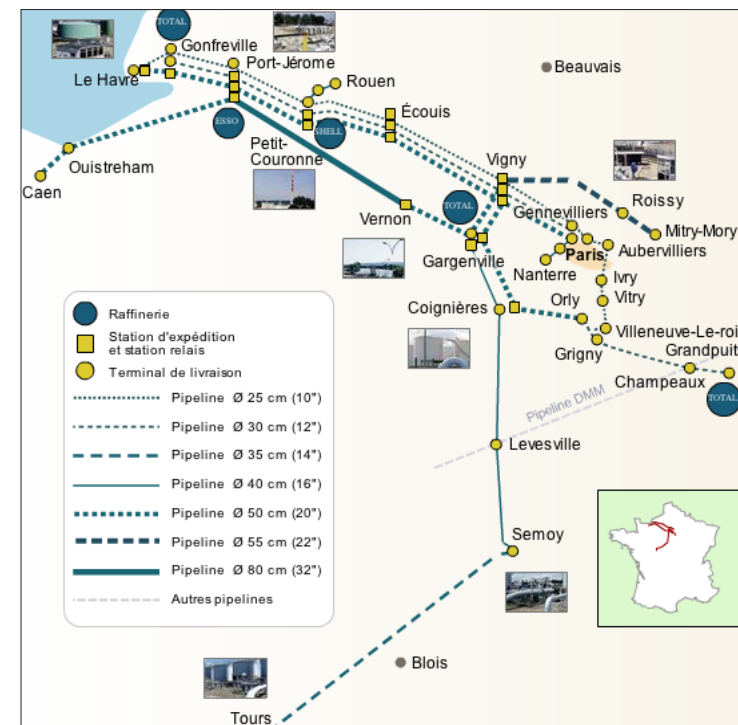 TOTAL
Gonfreville
Le Havre
Port-Jérome
Rouen
Beauvais
Écouis
ESSO
SHELL
Petit-
Couronne
Ouistreham
Caen
Vigny
Vernon
TOTAL
Gennevilliers
Roissy
Mitry-Mory
Paris
Aubervilliers
Gargenville
Nanterre
Ivry
Coignières
Orly
Vitry
Villeneuve-Le-roi
Grigny
Grandpuit
Champeaux
TOTAL
Pipeline DMM
Levesville
Semoy
Blois
Tours
Raffinerie
Station d'expédition
et station relais
Terminal de livraison
Pipeline Ø 25 cm (10")
Pipeline Ø 30 cm (12")
Pipeline Ø 35 cm (14")
Pipeline Ø 40 cm (16")
Pipeline Ø 50 cm (20")
Pipeline Ø 55 cm (22")
Pipeline Ø 80 cm (32")
Autres pipelines